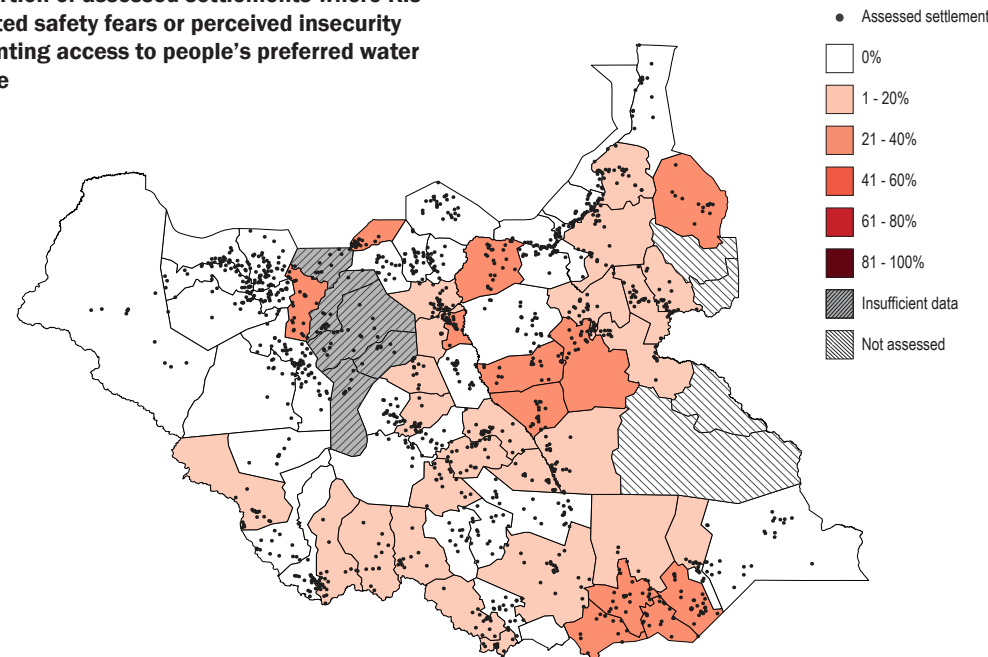 ted safety fears or perceived insecurity
nting access to people's preferred water
e
Assessed settlement
0%
1 - 20%
21 - 40%
41 - 60%
61 - 80%
81 - 100%
Insufficient data
Not assessed